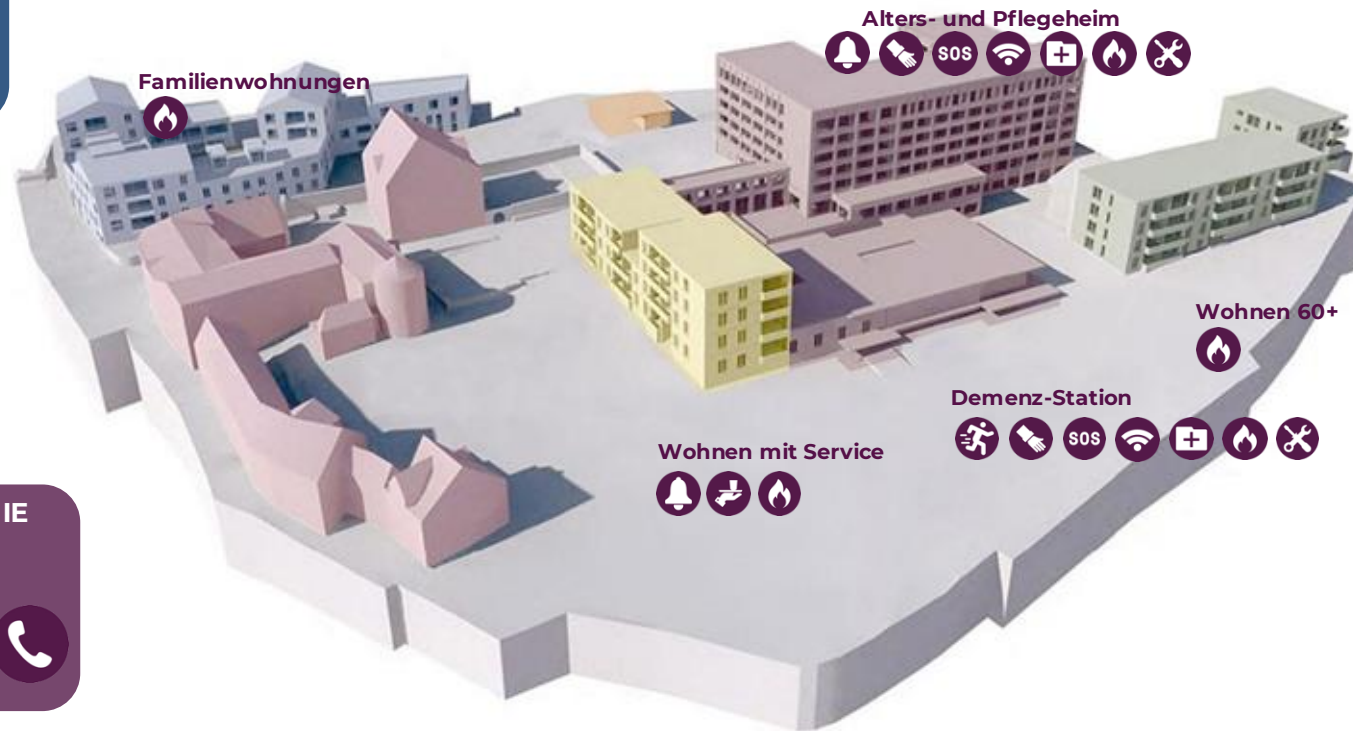 Alters- und Pflegeheim
SOS
Familienwohnungen
Wohnen 60+
Demenz-Station
SOS
Wohnen mit Service
IE